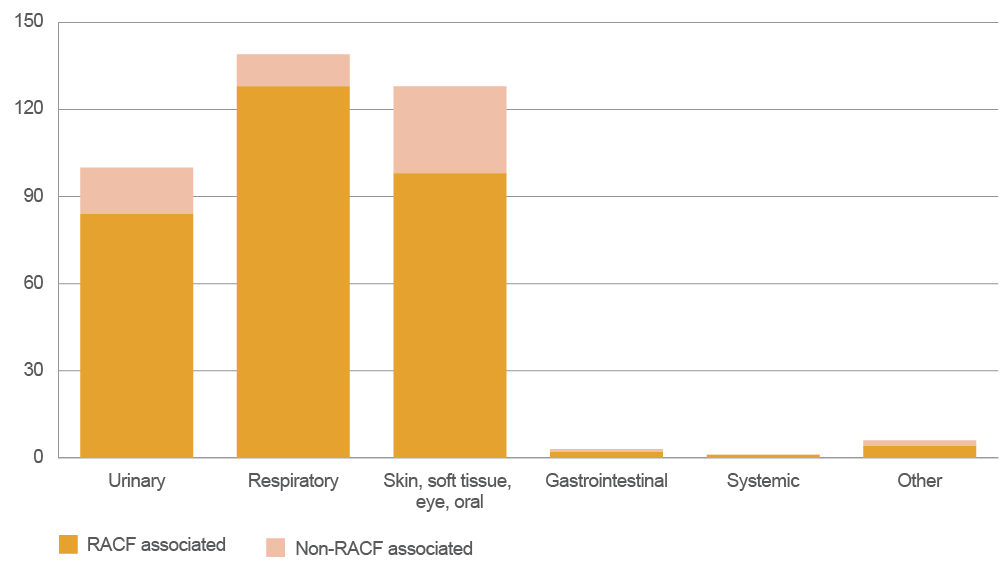 150
120
90
60
30
0
Urinary
Respiratory
Skin, soft tissue,
eye, oral
Gastrointestinal
Systemic
Other
RACF associated
Non-RACF associated